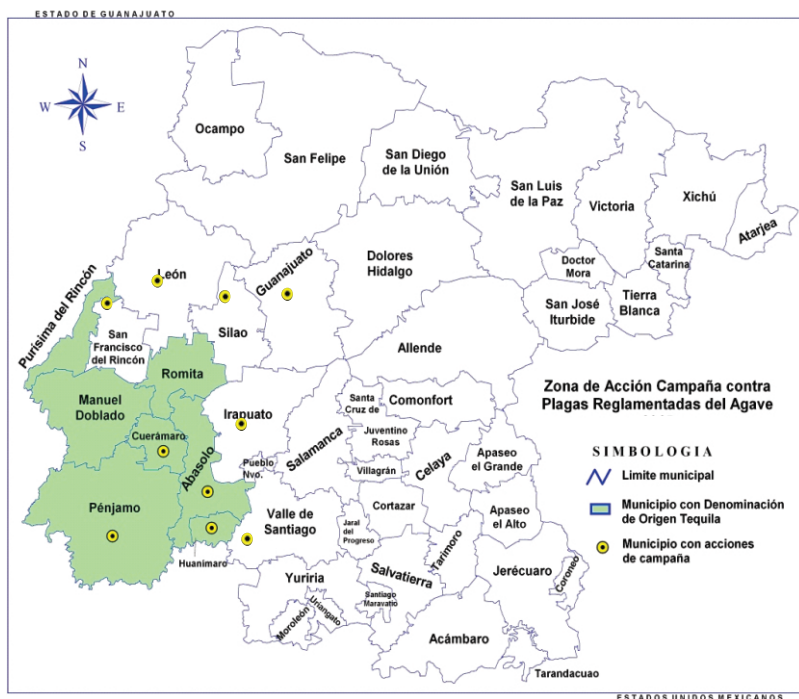 ESTADO DE GUANAJUATO
N
W E
S
Ocampo
San Felipe
San Diego
de la Unión
San Luis
de la Paz
Victoria
Xichú
Atarjea
León
Guanajuato
Dolores
Hidalgo
Doctor
Mora
Santa
Catarina
Purísima del Rincón
Silao
San José
Iturbide
Tierra
Blanca
San
Francisco
del Rincón
Allende
Romita
Manuel
Doblado
Irapuato
Salamanca
Santa
Cruz de
Comonfort
Zona de Acción Campaña contra
Plagas Reglamentadas del Agave
Cuerámaro
Abasolo
Pueblo
Nvo.
Juventino
Rosas
Villagrán
Celaya
Apaseo
el Grande
SIMBOLOGIA
Limite municipal
Municipio con Denominación
de Origen Tequila
Municipio con acciones
de campaña
Pénjamo
Valle de
Santiago
Jaral
del
Progreso
Cortazar
Apaseo
el Alto
Huanimaro
Tarimoro
Yuriria
Salvatierra
Jerécuaro
Coroneo
Moroleón
Uriangato
Santiago
Maravatío
Acámbaro
Tarandacuao
ESTADOS UNIDOS MEXICANOS